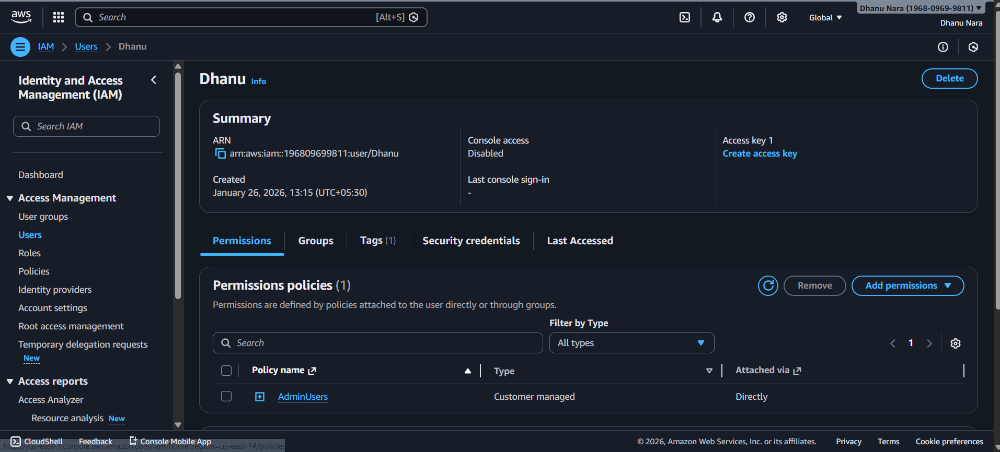 aws
Search [Alt+S]
Global
Dhanu Nara (1968-0969-9811)
Dhanu Nara
IAM > Users > Dhanu
Identity and Access
Management (IAM)
Search IAM
Dashboard
Access Management
User groups
Users
Roles
Policies
Identity providers
Account settings
Root access management
Temporary delegation requests
New
Access reports
Access Analyzer
Resource analysis New
Dhanu Info
Delete
Summary
ARN
arn:aws:iam::196809699811:user/Dhanu
Created
January 26, 2026, 13:15 (UTC+05:30)
Console access
Disabled
Last console sign-in
-
Access key 1
Create access key
Permissions
Groups
Tags (1)
Security credentials
Last Accessed
Permissions policies (1)
Remove
Add permissions
Permissions are defined by policies attached to the user directly or through groups.
Filter by Type
Search
All types
1
Policy name
Type
Attached via
AdminUsers
Customer managed
Directly
CloudShell
Feedback
Console Mobile App
© 2026, Amazon Web Services, Inc. or its affiliates.
Privacy
Terms
Cookie preferences
https://us-east-1.console.aws.amazon.com/iam/home?region=us-east-1#/policies